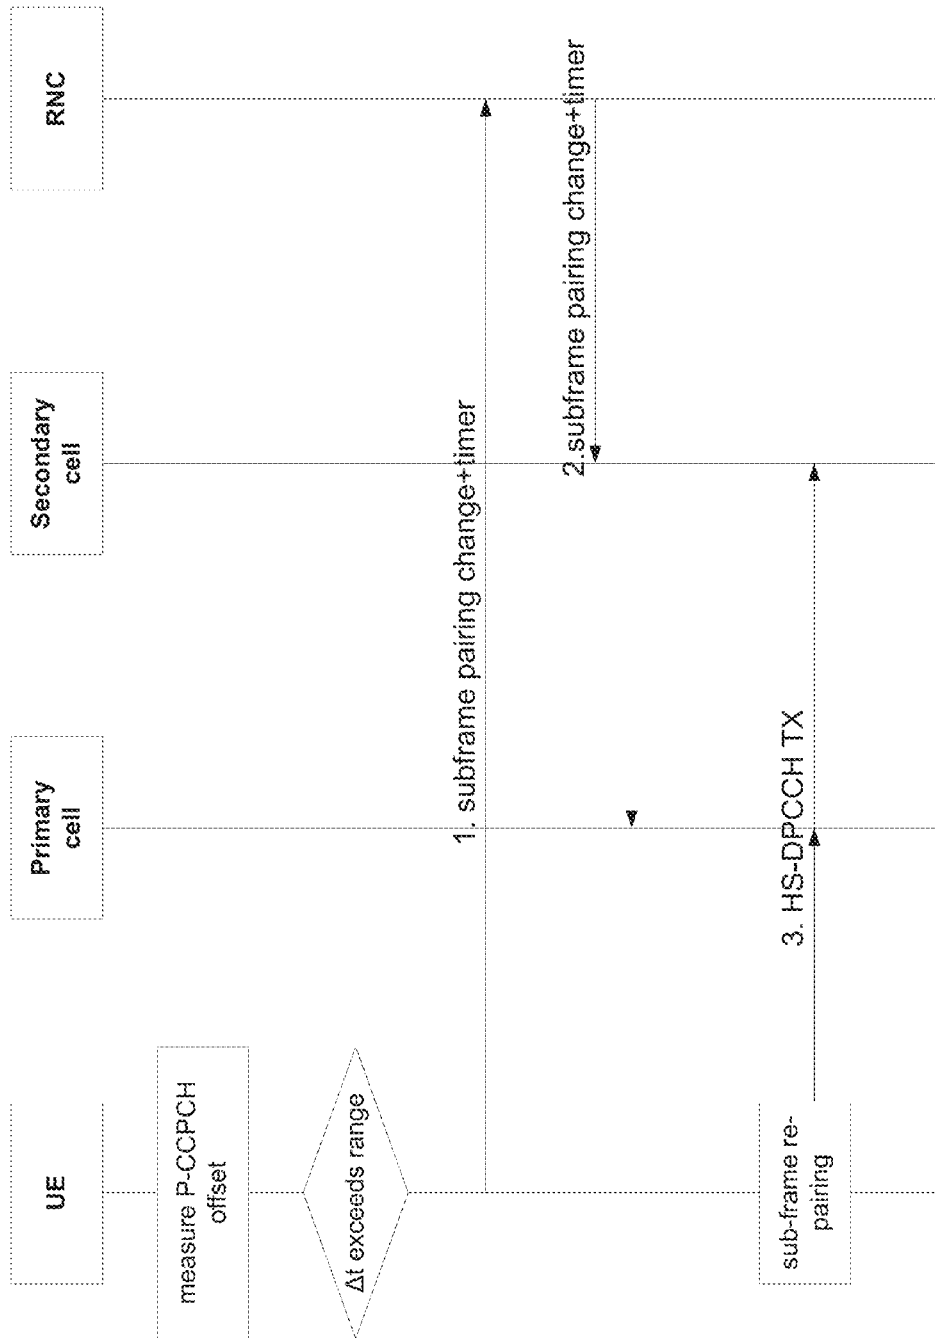 UE
Primary
cell
Secondary
cell
RNC
measure P-CCPCH
offset
Δt exceeds range
1. subframe pairing change+timer
2.subframe pairing change+timer
sub-frame re-
pairing
3. HS-DPCCH TX